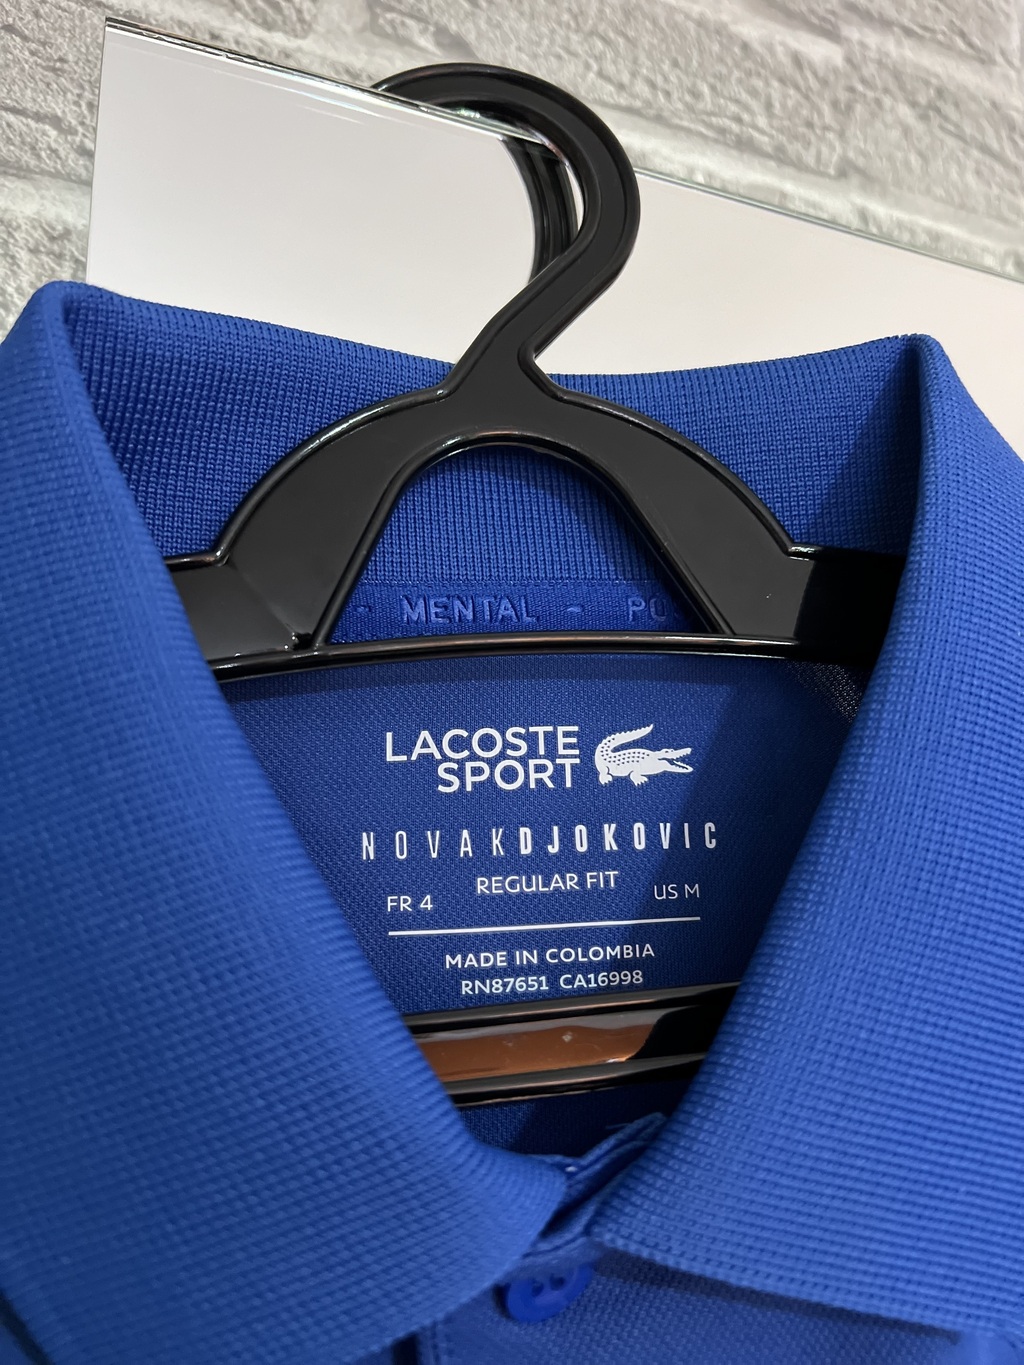 - MENTAL -
LACOSTE
SPORT
NOVAKDJOKOVIC
REGULAR FIT
FR 4 US M
MADE IN COLOMBIA
RN87651 CA16998